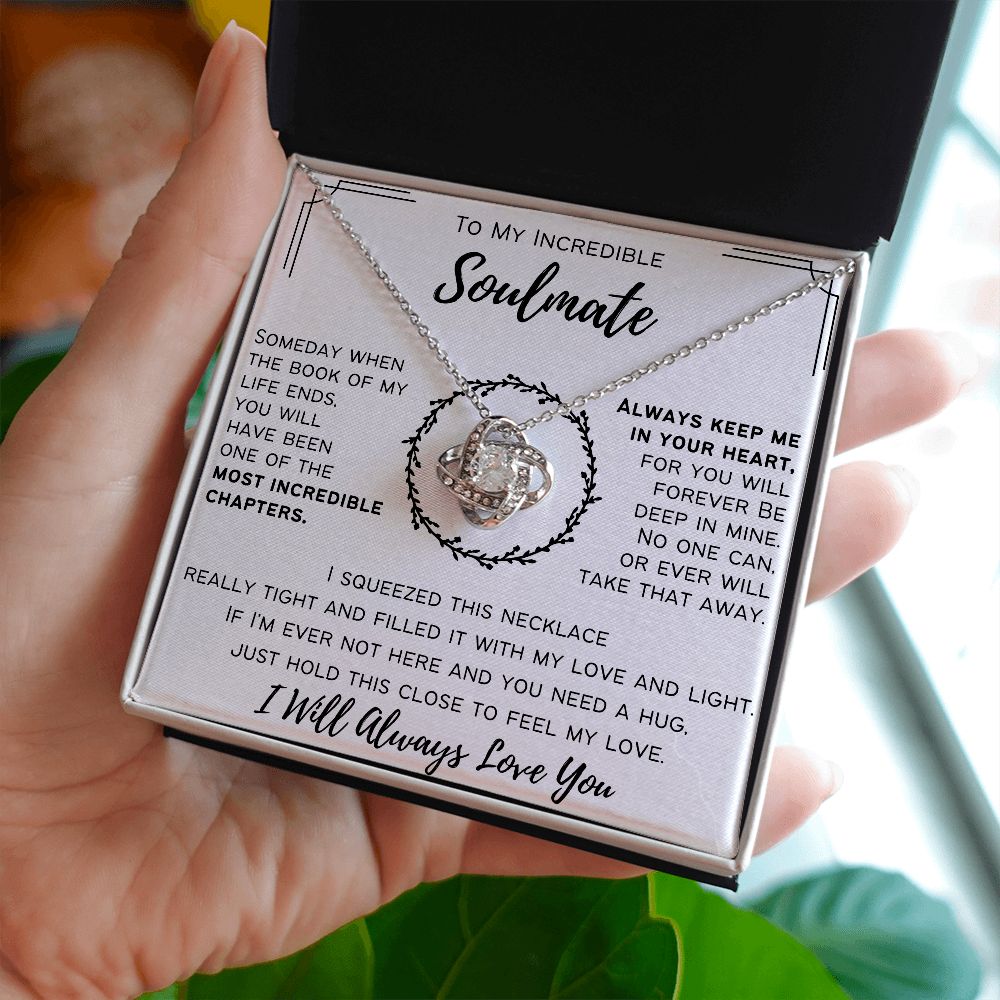 To My Incredible
Soulmate
Someday when
the book of my
life ends,
you will
have been
one of the
most incredible
chapters.
Always keep me
in your heart,
for you will
forever be
deep in mine.
No one can,
or ever will
take that away.
I squeezed this necklace
really tight and filled it with my love and light.
If I'm ever not here and you need a hug,
just hold this close to feel my love.
I Will Always Love You